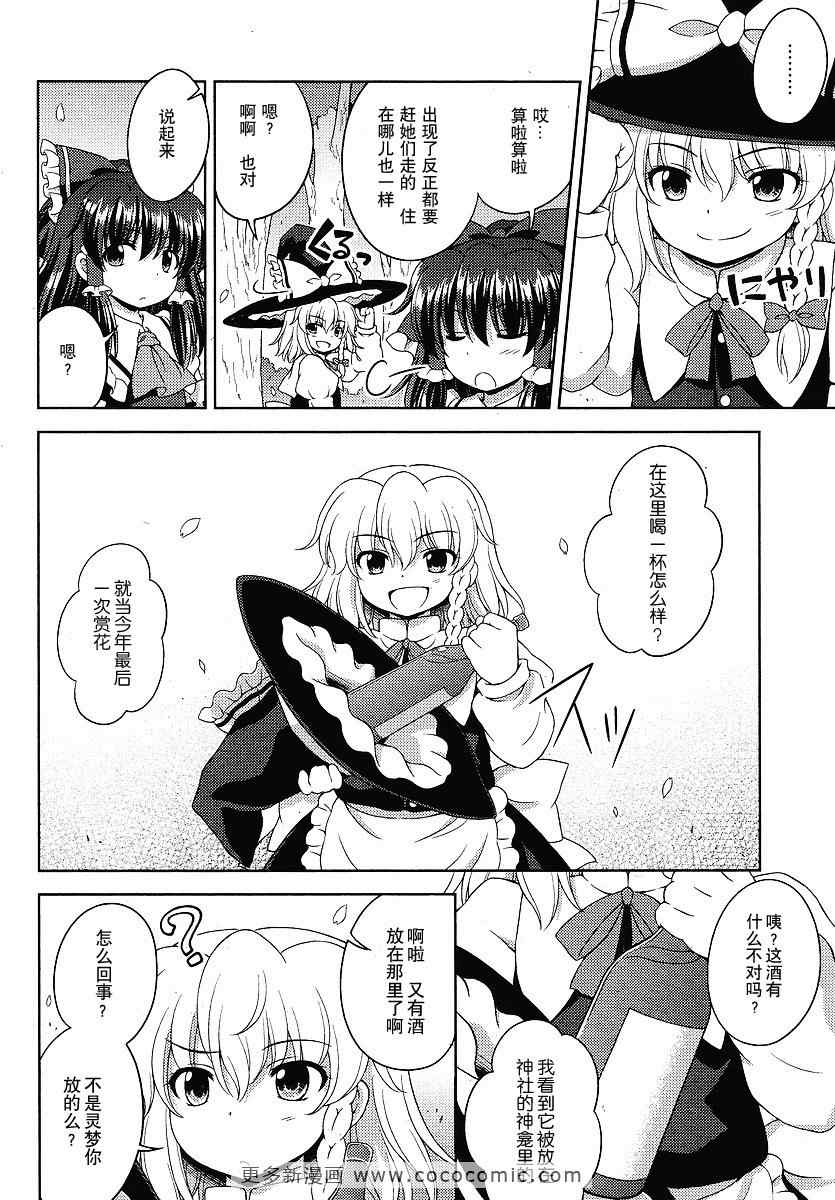 ……
にやり
哎…
算啦算啦
出现了反正都要
赶她们走的 住
在哪儿也一样
くるっ
嗯?
啊啊 也对
说起来
嗯?
在这里喝一杯怎么样?
就当今年最后
一次赏花
咦?这酒有
什么不对吗?
我看到它被放
神社的神龛里
的在
啊啦 又有酒
放在那里了啊
?
怎么回事?
不是灵梦你
放的么?
更多新漫画 www.cococomic.com